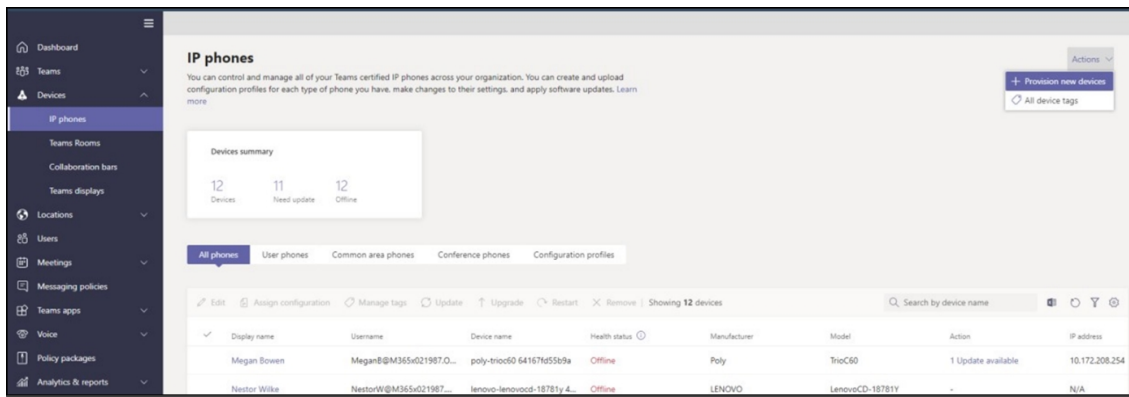 Dashboard
Teams
Devices
IP phones
Teams Rooms
Collaboration bars
Teams displays
Locations
Users
Meetings
Messaging policies
Teams apps
Voice
Policy packages
Analytics & reports
IP phones
You can control and manage all of your Teams certified IP phones across your organization. You can create and upload
configuration profiles for each type of phone you have, make changes to their settings, and apply software updates. Learn
more
Actions
+ Provision new devices
All device tags
Devices summary
12 11 12
Devices Need update Offline
All phones User phones Common area phones Conference phones Configuration profiles
Edit Assign configuration Manage tags Update Upgrade Restart Remove | Showing 12 devices Search by device name
Display name Username Device name Health status Manufacturer Model Action IP address
Megan Bowen MeganB@M365x021987.O... poly-trioc60 64167fd55b9a Offline Poly TrioC60 1 Update available 10.172.208.254
Nestor Wilke NestorW@M365x021987.... lenovo-lenovocd-18781y 4... Offline LENOVO LenovoCD-18781Y - N/A